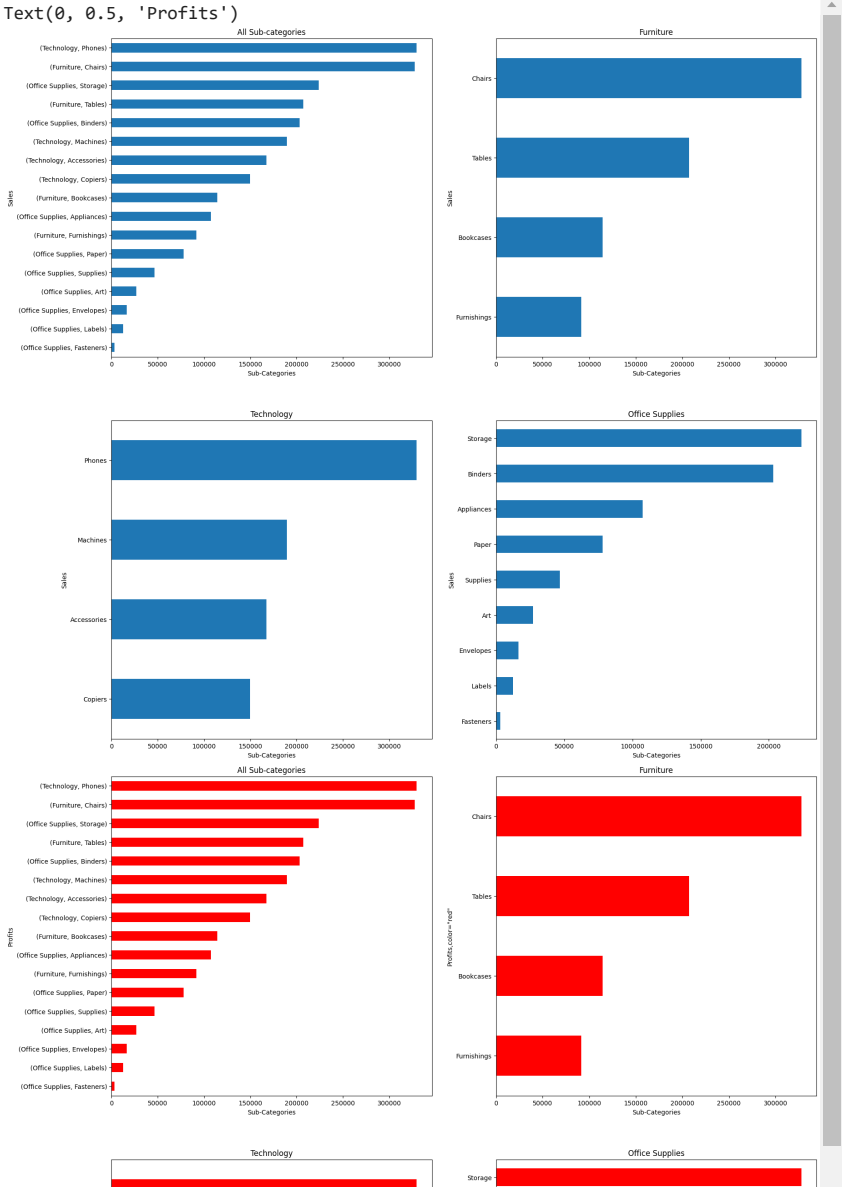 Text(0, 0.5, 'Profits')
All Sub-categories
(Technology, Phones)
(Furniture, Chairs)
(Office Supplies, Storage)
(Furniture, Tables)
(Office Supplies, Binders)
(Technology, Machines)
(Technology, Accessories)
(Technology, Copiers)
(Furniture, Bookcases)
(Office Supplies, Appliances)
(Furniture, Furnishings)
(Office Supplies, Paper)
(Office Supplies, Supplies)
(Office Supplies, Art)
(Office Supplies, Envelopes)
(Office Supplies, Labels)
(Office Supplies, Fasteners)
Sales
0 50000 100000 150000 200000 250000 300000
Sub-Categories
Furniture
Chairs
Tables
Bookcases
Furnishings
Sales
0 50000 100000 150000 200000 250000 300000
Sub-Categories
Technology
Phones
Machines
Accessories
Copiers
Sales
0 50000 100000 150000 200000 250000 300000
Sub-Categories
Office Supplies
Storage
Binders
Appliances
Paper
Supplies
Art
Envelopes
Labels
Fasteners
Sales
0 50000 100000 150000 200000
Sub-Categories
All Sub-categories
(Technology, Phones)
(Furniture, Chairs)
(Office Supplies, Storage)
(Furniture, Tables)
(Office Supplies, Binders)
(Technology, Machines)
(Technology, Accessories)
(Technology, Copiers)
(Furniture, Bookcases)
(Office Supplies, Appliances)
(Furniture, Furnishings)
(Office Supplies, Paper)
(Office Supplies, Supplies)
(Office Supplies, Art)
(Office Supplies, Envelopes)
(Office Supplies, Labels)
(Office Supplies, Fasteners)
Profits
0 50000 100000 150000 200000 250000 300000
Sub-Categories
Furniture
Chairs
Tables
Bookcases
Furnishings
Profits,color="red"
0 50000 100000 150000 200000 250000 300000
Sub-Categories
Technology
Office Supplies
Storage